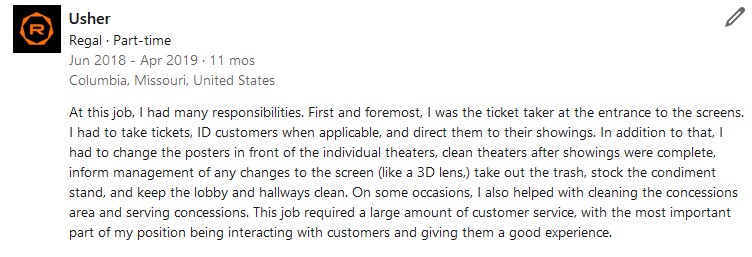 Usher
Regal · Part-time
Jun 2018 - Apr 2019 · 11 mos
Columbia, Missouri, United States
At this job, I had many responsibilities. First and foremost, I was the ticket taker at the entrance to the screens.
I had to take tickets, ID customers when applicable, and direct them to their showings. In addition to that, I
had to change the posters in front of the individual theaters, clean theaters after showings were complete,
inform management of any changes to the screen (like a 3D lens,) take out the trash, stock the condiment
stand, and keep the lobby and hallways clean. On some occasions, I also helped with cleaning the concessions
area and serving concessions. This job required a large amount of customer service, with the most important
part of my position being interacting with customers and giving them a good experience.